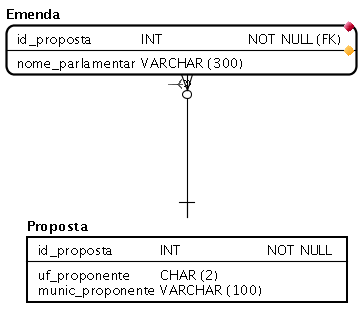 Emenda
id_proposta INT NOT NULL (FK)
nome_parlamentar VARCHAR (300)
Proposta
id_proposta INT NOT NULL
uf_proponente CHAR (2)
munic_proponente VARCHAR (100)